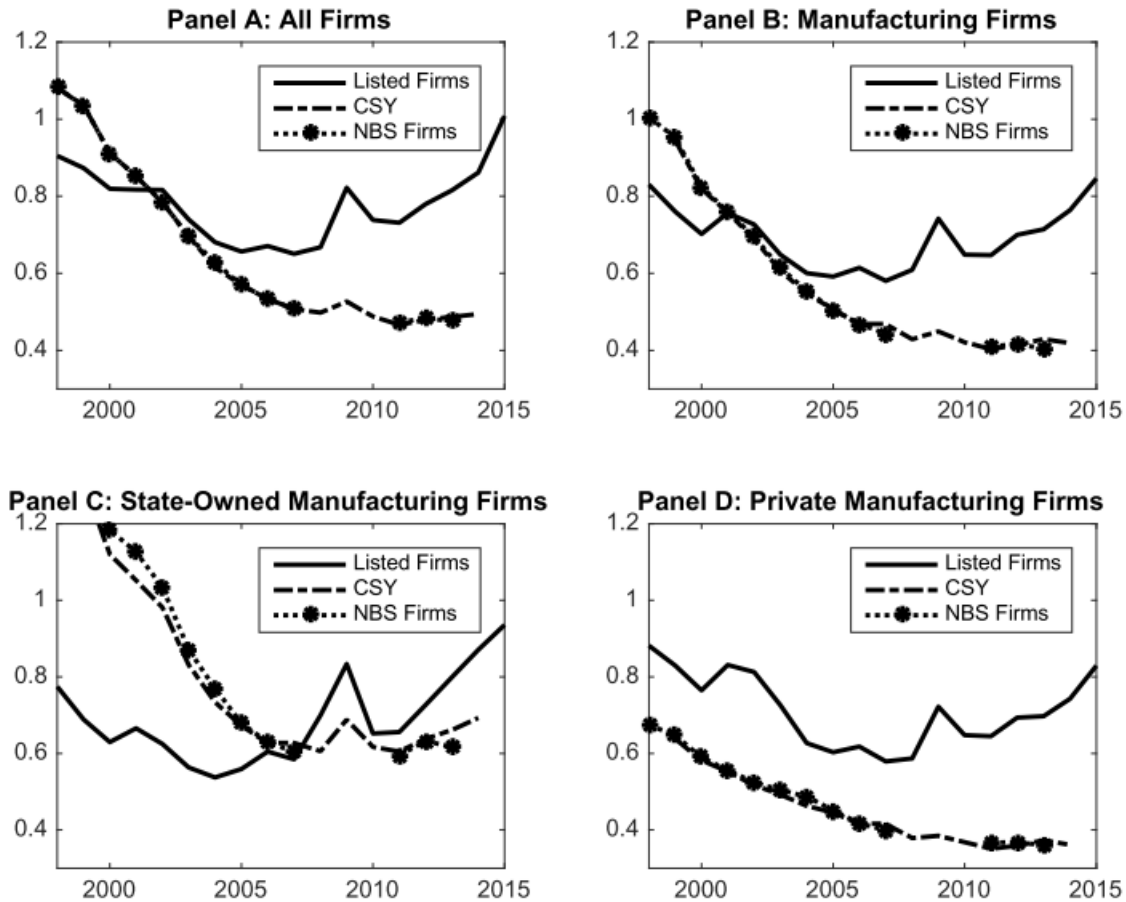 Panel A: All Firms
1.2
1
0.8
0.6
0.4
2000 2005 2010 2015
Listed Firms
CSY
NBS Firms
Panel B: Manufacturing Firms
1.2
1
0.8
0.6
0.4
2000 2005 2010 2015
Listed Firms
CSY
NBS Firms
Panel C: State-Owned Manufacturing Firms
1.2
1
0.8
0.6
0.4
2000 2005 2010 2015
Listed Firms
CSY
NBS Firms
Panel D: Private Manufacturing Firms
1.2
1
0.8
0.6
0.4
2000 2005 2010 2015
Listed Firms
CSY
NBS Firms